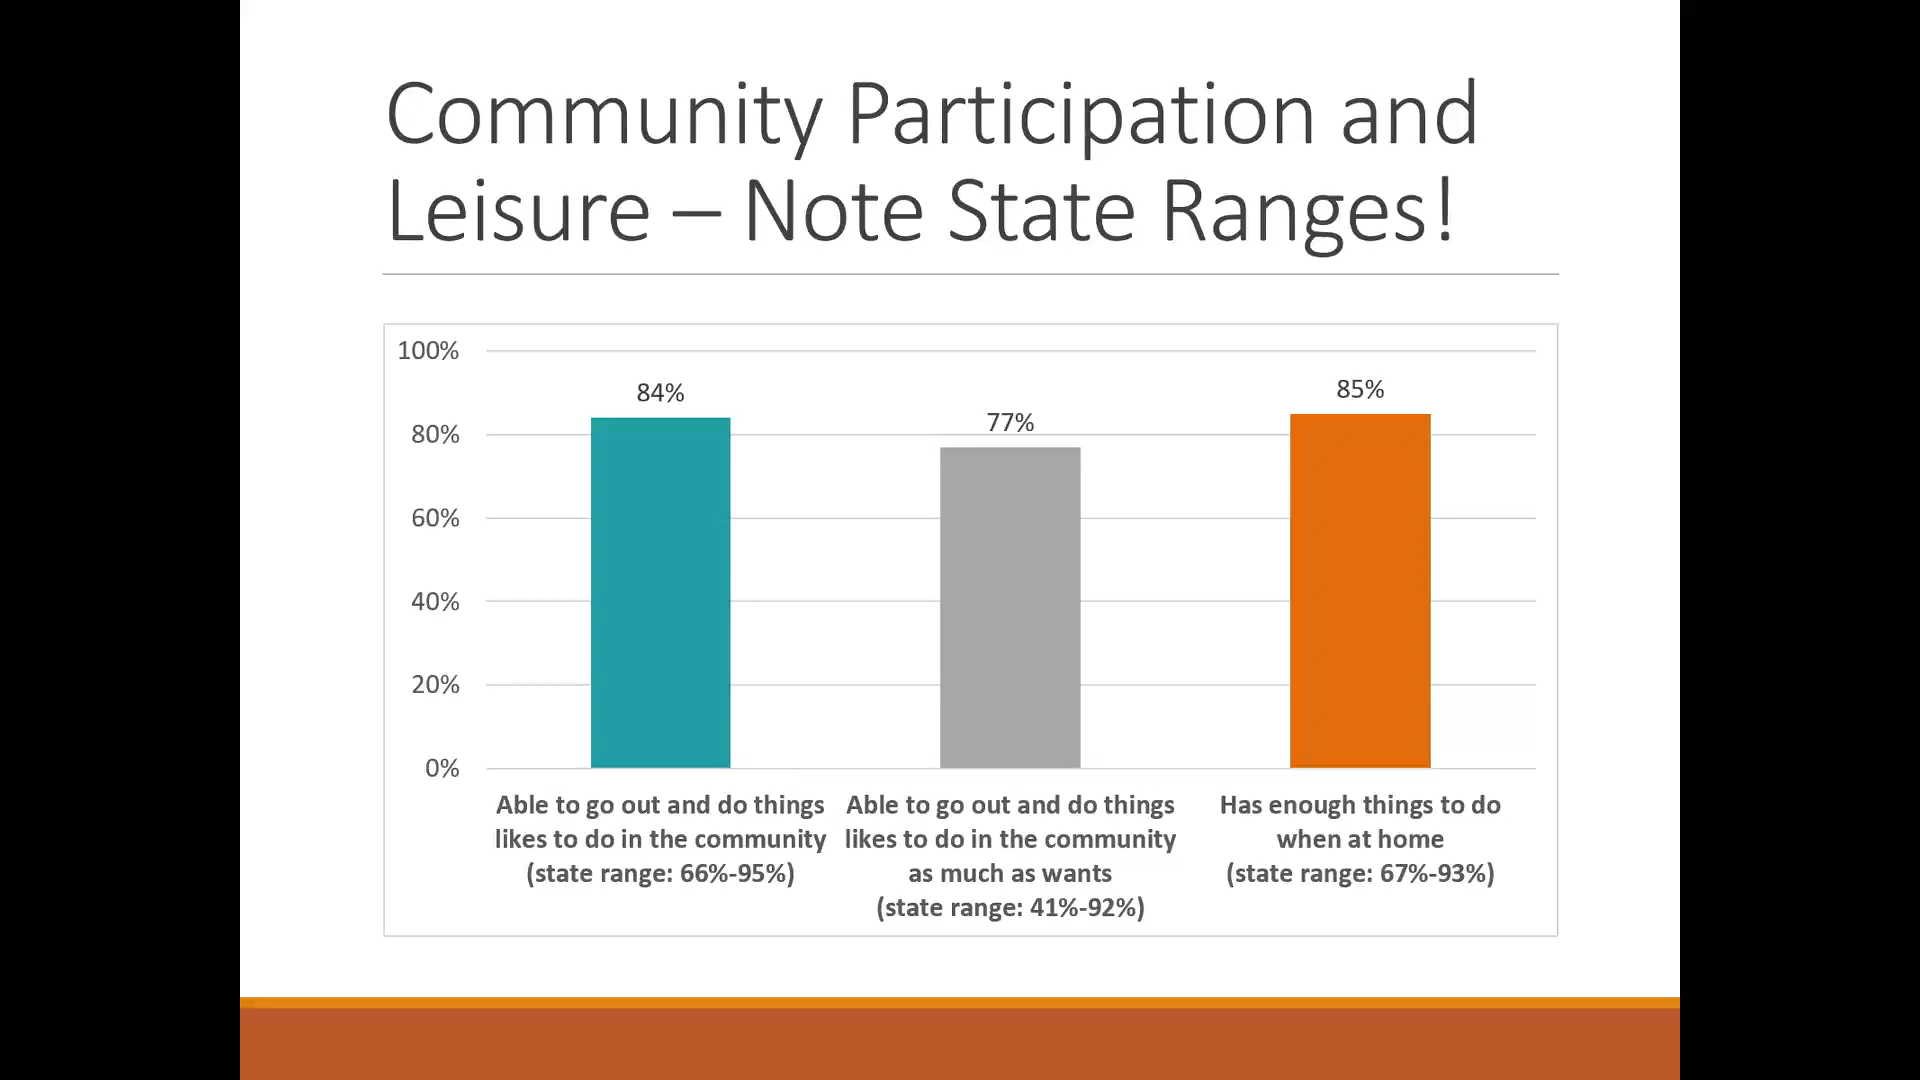 Community Participation and
Leisure – Note State Ranges!
100%
80%
60%
40%
20%
0%
84%
77%
85%
Able to go out and do things
likes to do in the community
(state range: 66%-95%)
Able to go out and do things
likes to do in the community
as much as wants
(state range: 41%-92%)
Has enough things to do
when at home
(state range: 67%-93%)